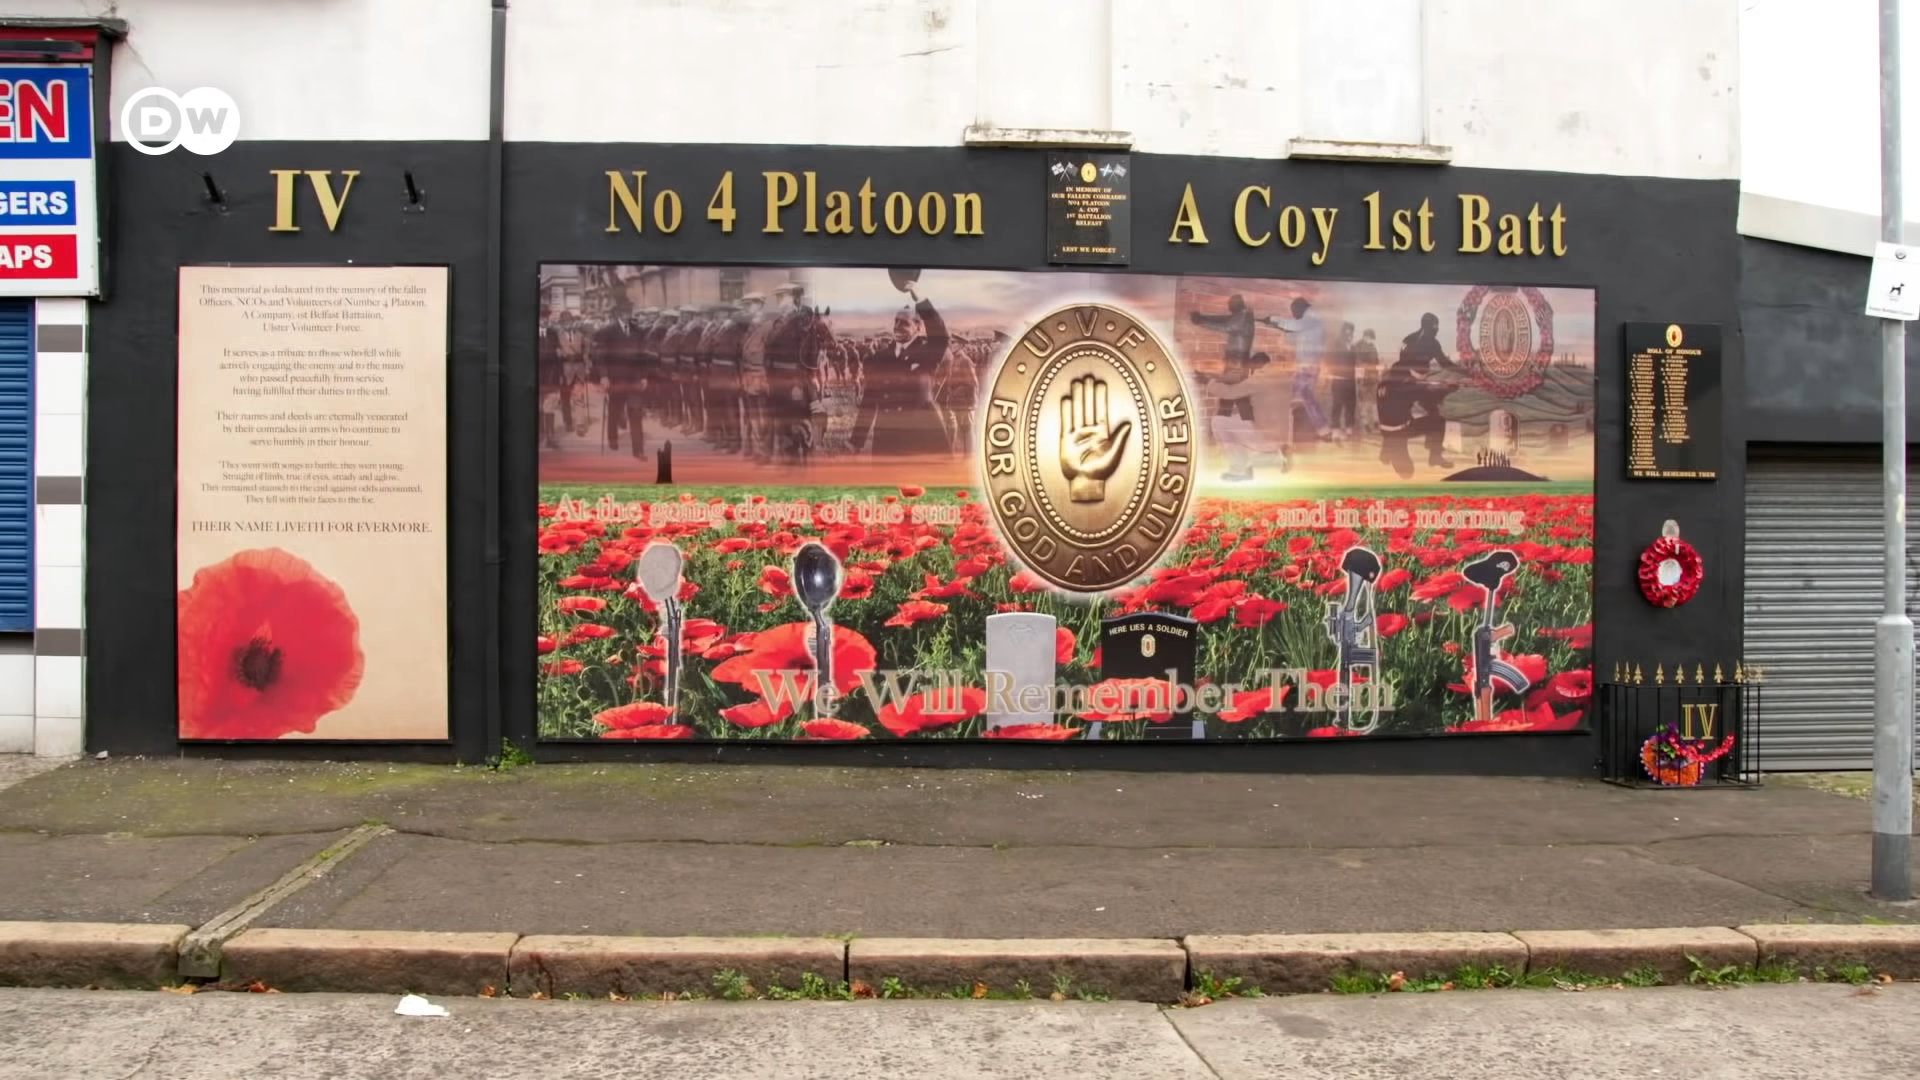 EN
GERS
APS
DW
IV
No 4 Platoon
A Coy 1st Batt
IN MEMORY OF
OUR FALLEN COMRADES
NO4 PLATOON
A. COY
1ST BATTALION
BELFAST
LEST WE FORGET
This memorial is dedicated to the memory of the fallen
Officers, NCOs and Volunteers of Number 4 Platoon,
A Company, 1st Belfast Battalion,
Ulster Volunteer Force.
It serves as a tribute to those who fell while
actively engaging the enemy and to the many
who passed peacefully from service
having fulfilled their duties to the end.
Their names and deeds are eternally venerated
by their comrades in arms who continue to
serve humbly in their honour.
"They went with songs to battle, they were young.
Straight of limb, true of eyes, steady and aglow.
They remained staunch to the end against odds uncounted,
They fell with their faces to the foe.
THEIR NAME LIVETH FOR EVERMORE.
U·V·F
FOR GOD AND ULSTER
At the going down of the sun
. . . and in the morning
HERE LIES A SOLDIER
We Will Remember Them
ROLL OF HONOUR
WE WILL REMEMBER THEM
IV